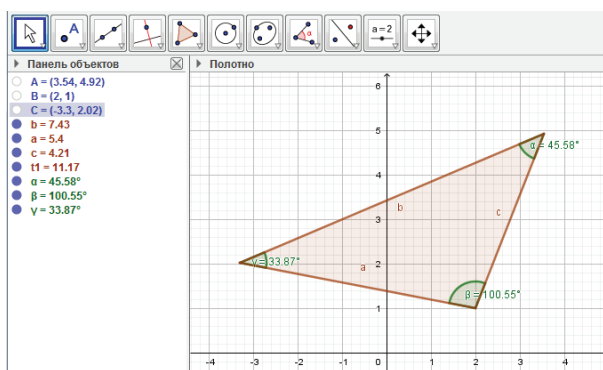 A
α
a=2
Панель объектов
Полотно
A = (3.54, 4.92)
B = (2, 1)
C = (-3.3, 2.02)
b = 7.43
a = 5.4
c = 4.21
t1 = 11.17
α = 45.58°
β = 100.55°
γ = 33.87°
6
5
4
3
2
1
0
-4
-3
-2
-1
1
2
3
4
α = 45.58°
b
c
γ = 33.87°
a
β = 100.55°